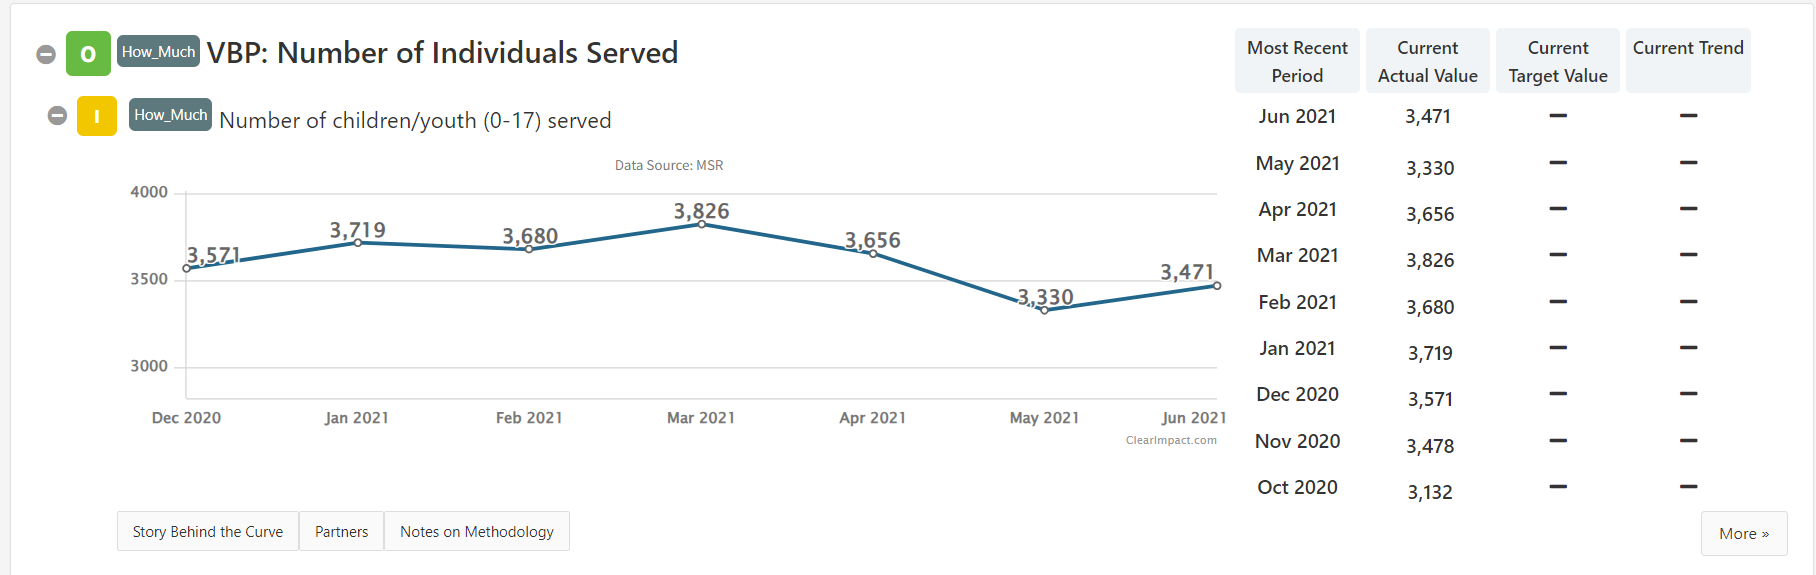 O How_Much VBP: Number of Individuals Served
I How_Much Number of children/youth (0-17) served
Data Source: MSR
4000
3500
3000
3,571
3,719
3,680
3,826
3,656
3,330
3,471
Dec 2020 Jan 2021 Feb 2021 Mar 2021 Apr 2021 May 2021 Jun 2021
ClearImpact.com
Story Behind the Curve Partners Notes on Methodology
Most Recent Period Current Actual Value Current Target Value Current Trend
Jun 2021 3,471 — —
May 2021 3,330 — —
Apr 2021 3,656 — —
Mar 2021 3,826 — —
Feb 2021 3,680 — —
Jan 2021 3,719 — —
Dec 2020 3,571 — —
Nov 2020 3,478 — —
Oct 2020 3,132 — —
More »